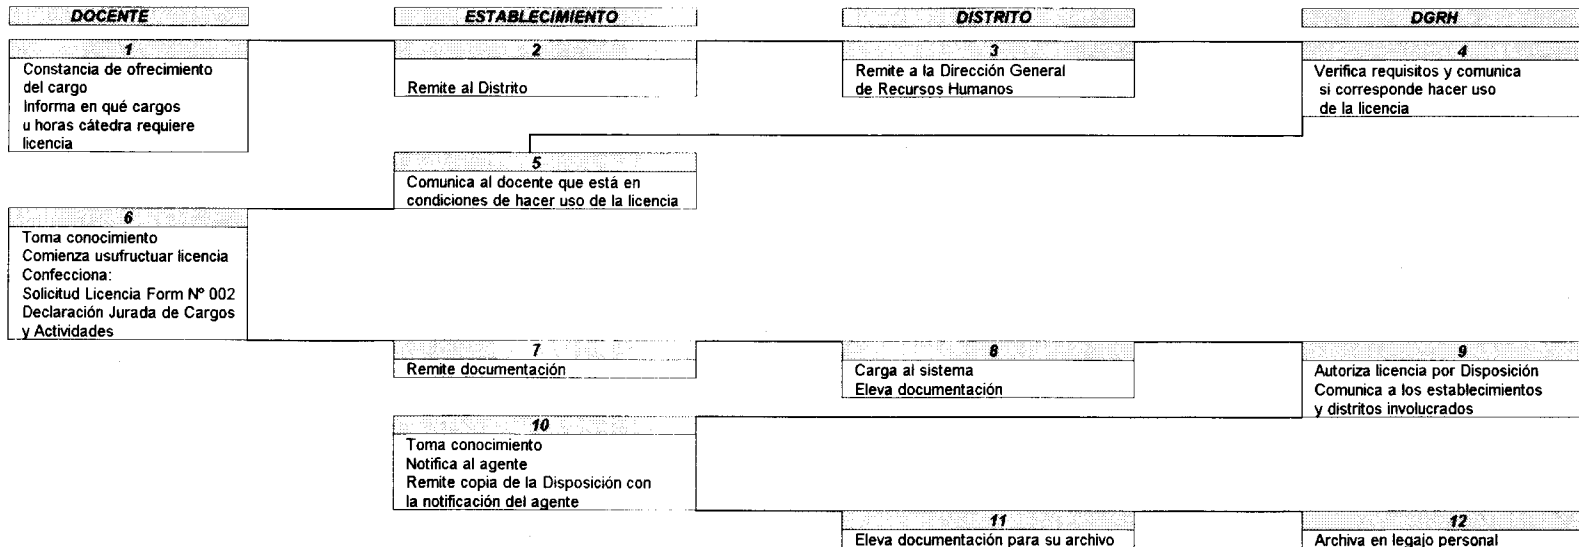 DOCENTE
ESTABLECIMIENTO
DISTRITO
DGRH
1
Constancia de ofrecimiento
del cargo
Informa en qué cargos
u horas cátedra requiere
licencia
2
Remite al Distrito
3
Remite a la Dirección General
de Recursos Humanos
4
Verifica requisitos y comunica
si corresponde hacer uso
de la licencia
5
Comunica al docente que está en
condiciones de hacer uso de la licencia
6
Toma conocimiento
Comienza usufructuar licencia
Confecciona:
Solicitud Licencia Form Nº 002
Declaración Jurada de Cargos
y Actividades
7
Remite documentación
8
Carga al sistema
Eleva documentación
9
Autoriza licencia por Disposición
Comunica a los establecimientos
y distritos involucrados
10
Toma conocimiento
Notifica al agente
Remite copia de la Disposición con
la notificación del agente
11
Eleva documentación para su archivo
12
Archiva en legajo personal